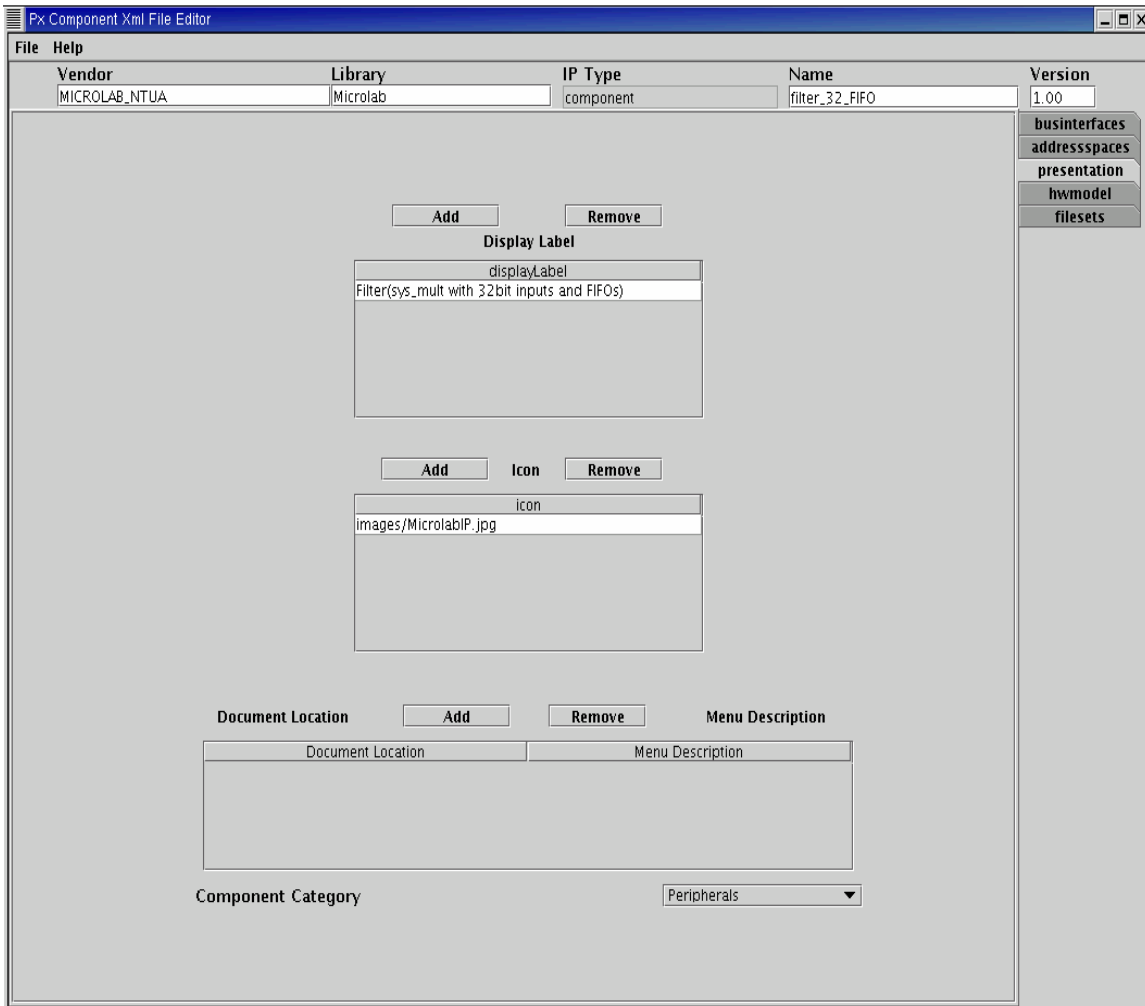 Px Component Xml File Editor
File Help
Vendor Library IP Type Name Version
MICROLAB_NTUA Microlab component filter_32_FIFO 1.00
businterfaces
addressspaces
presentation
hwmodel
filesets
Add Remove
Display Label
displayLabel
Filter(sys_mult with 32bit inputs and FIFOs)
Add Icon Remove
icon
images/MicrolabIP.jpg
Document Location Add Remove Menu Description
Document Location Menu Description
Component Category Peripherals